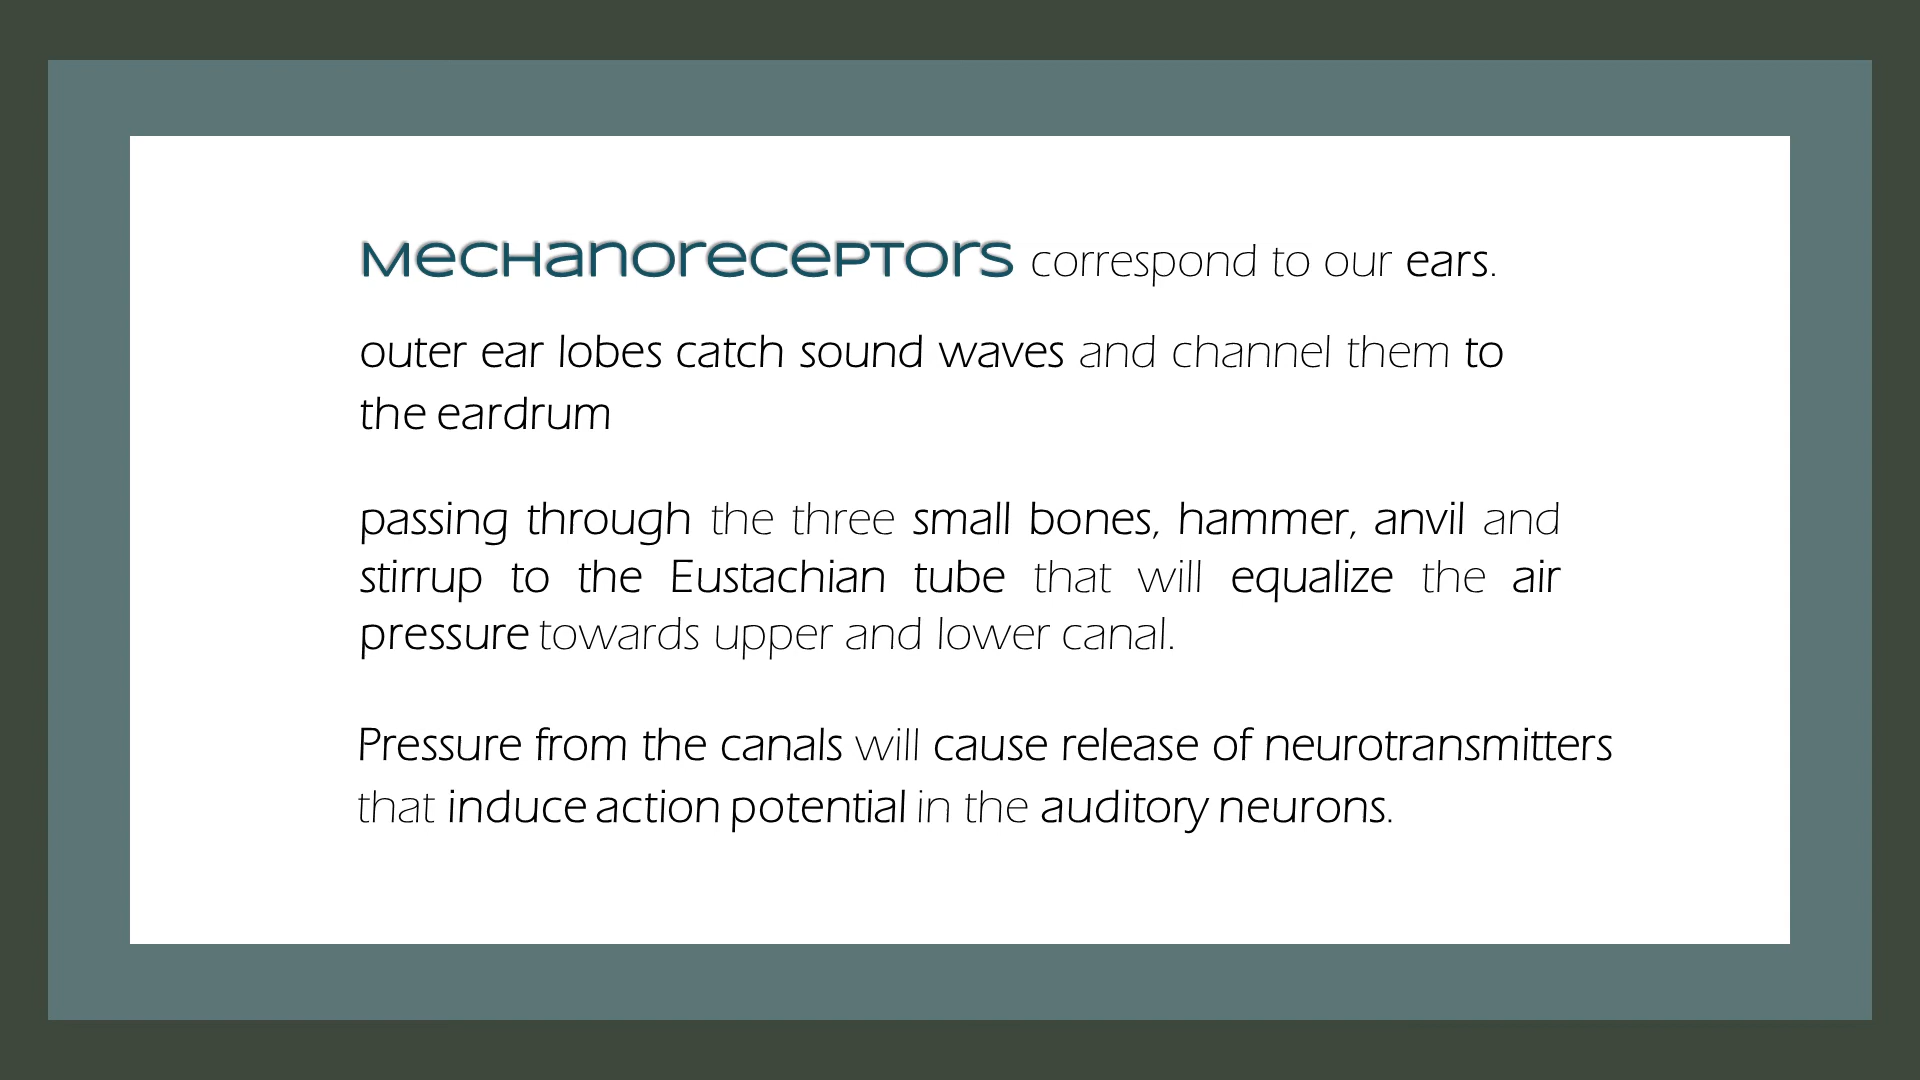 Mechanoreceptors correspond to our ears.
outer ear lobes catch sound waves and channel them to
the eardrum
passing through the three small bones, hammer, anvil and
stirrup to the Eustachian tube that will equalize the air
pressure towards upper and lower canal.
Pressure from the canals will cause release of neurotransmitters
that induce action potential in the auditory neurons.